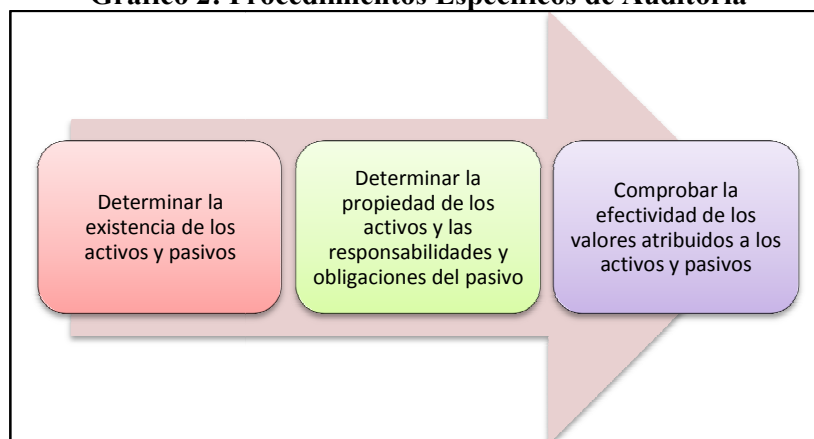 Gráfico 2: Procedimientos Específicos de Auditoría
Determinar la
existencia de los
activos y pasivos
Determinar la
propiedad de los
activos y las
responsabilidades y
obligaciones del pasivo
Comprobar la
efectividad de los
valores atribuidos a los
activos y pasivos